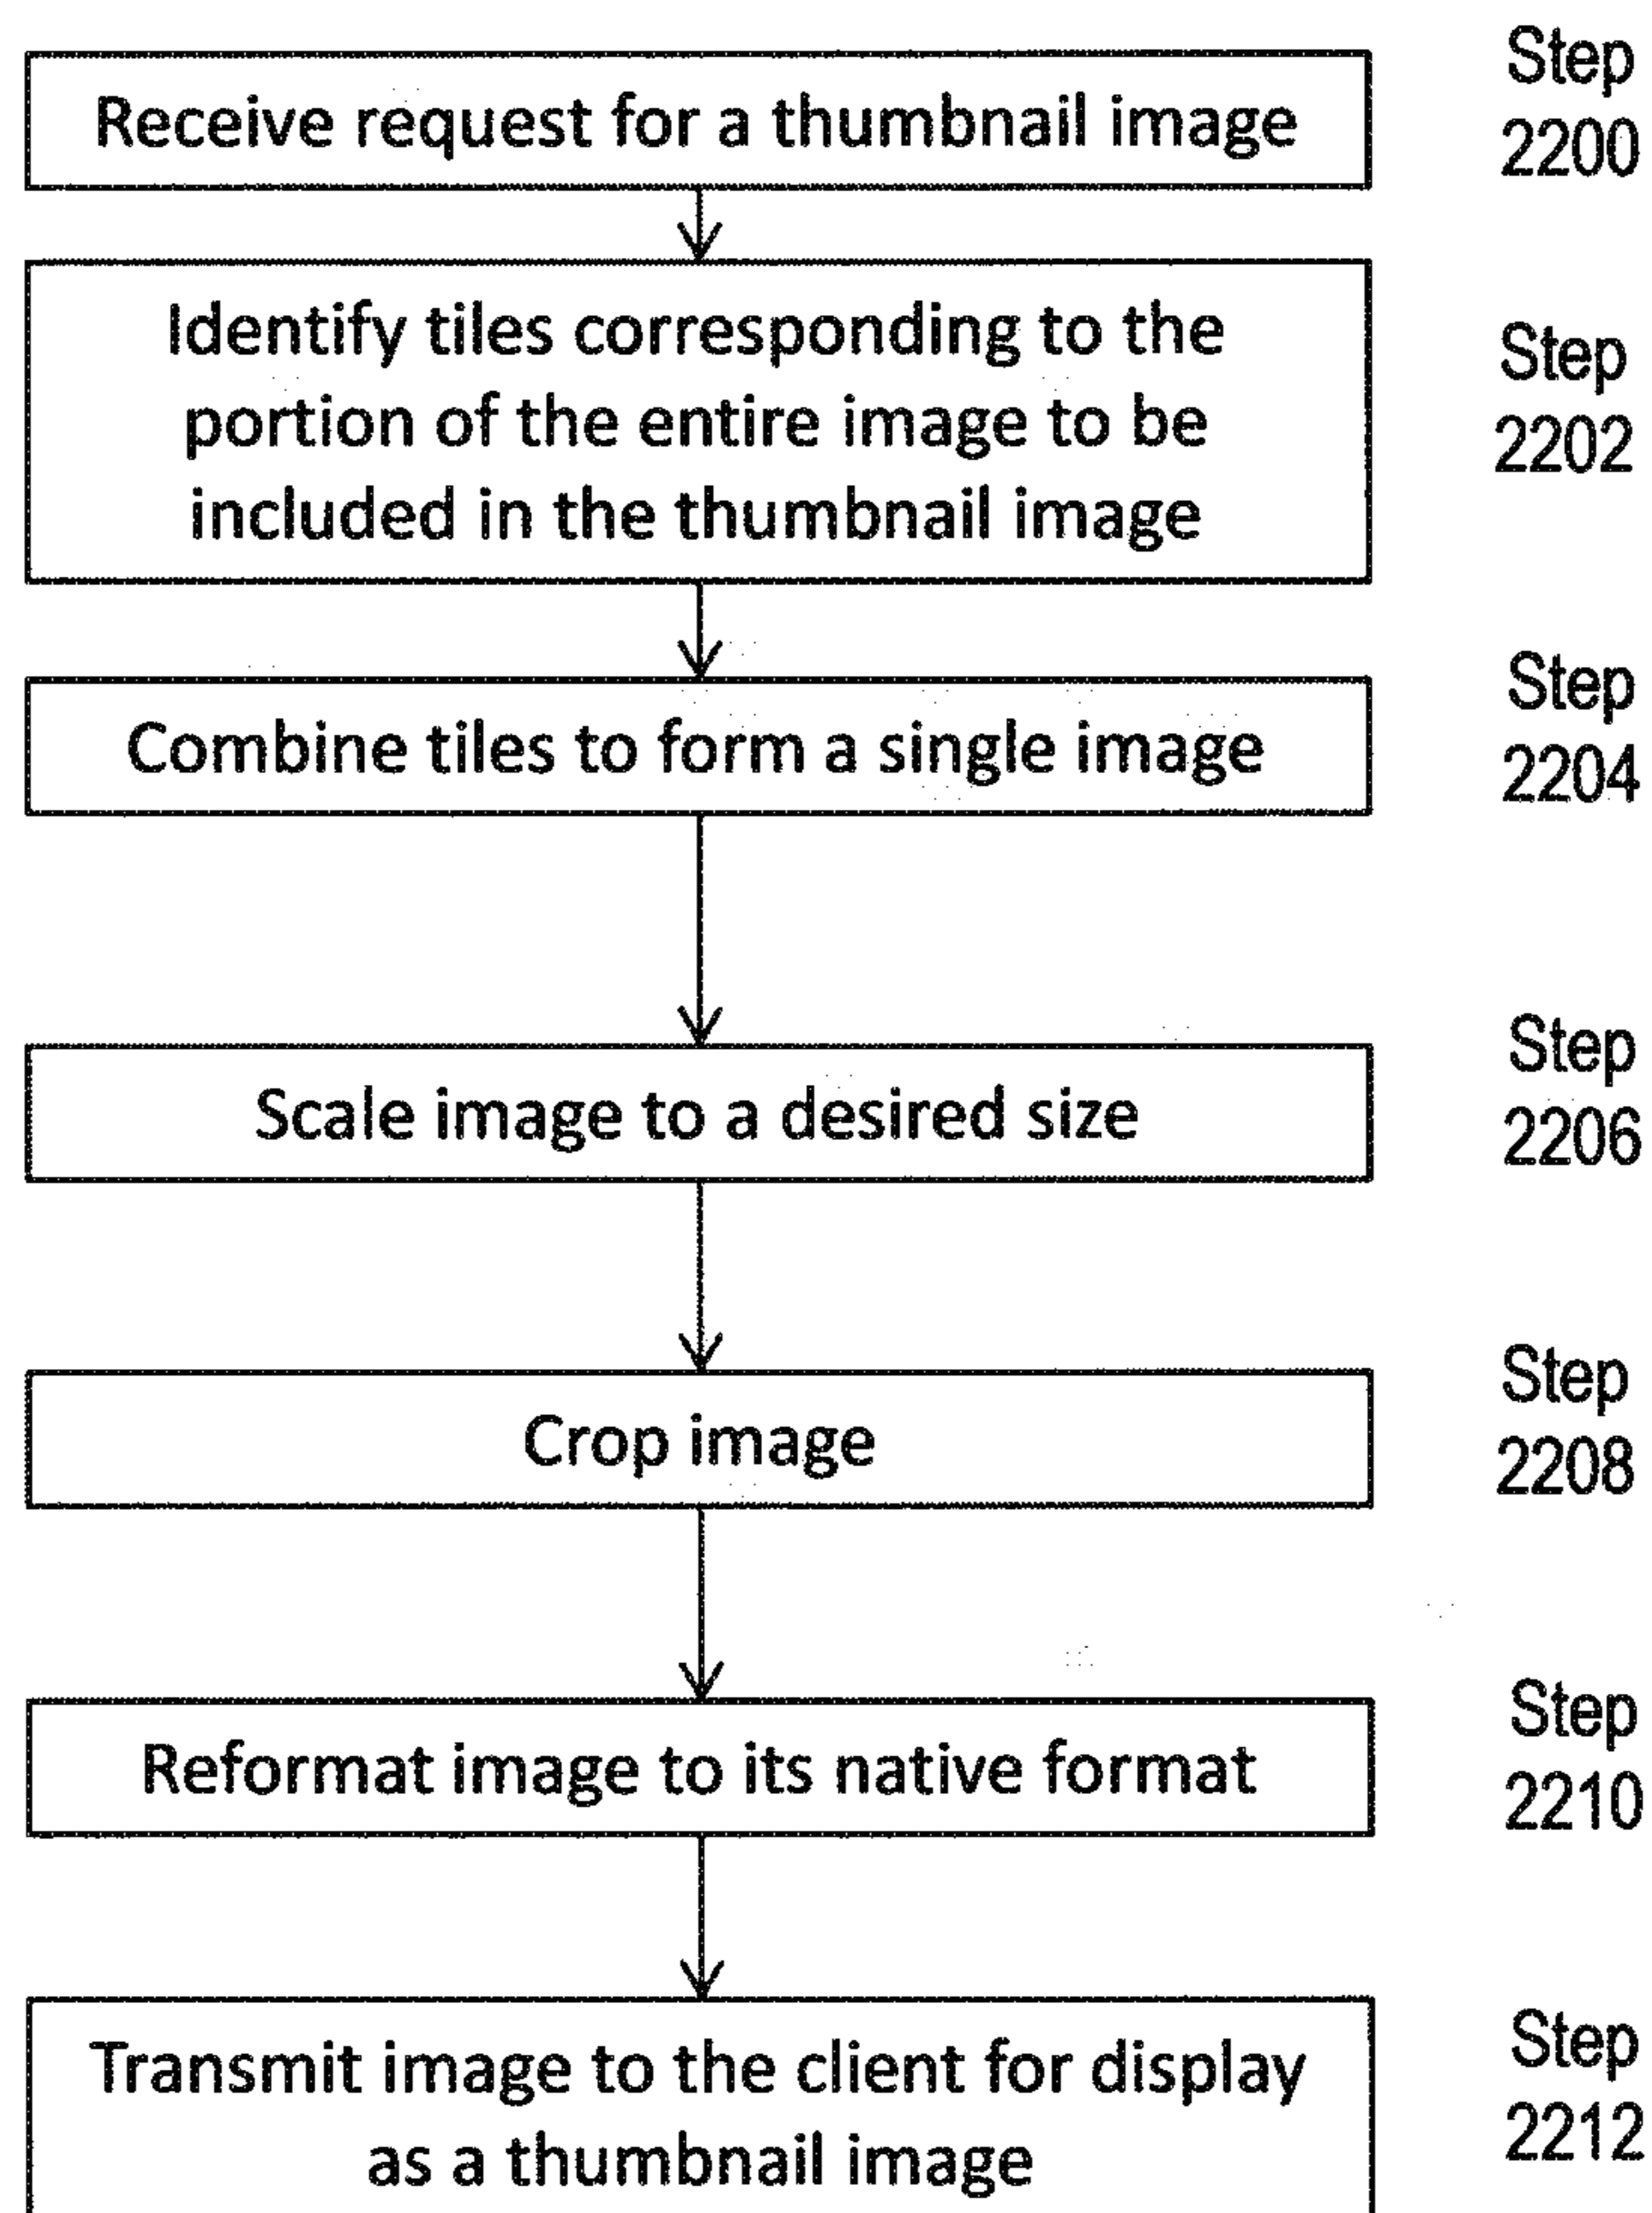 Step
2200
Receive request for a thumbnail image
Identify tiles corresponding to the
portion of the entire image to be
included in the thumbnail image
Step
2202
Combine tiles to form a single image
Step
2204
Scale image to a desired size
Step
2206
Crop image
Step
2208
Reformat image to its native format
Step
2210
Transmit image to the client for display
as a thumbnail image
Step
2212